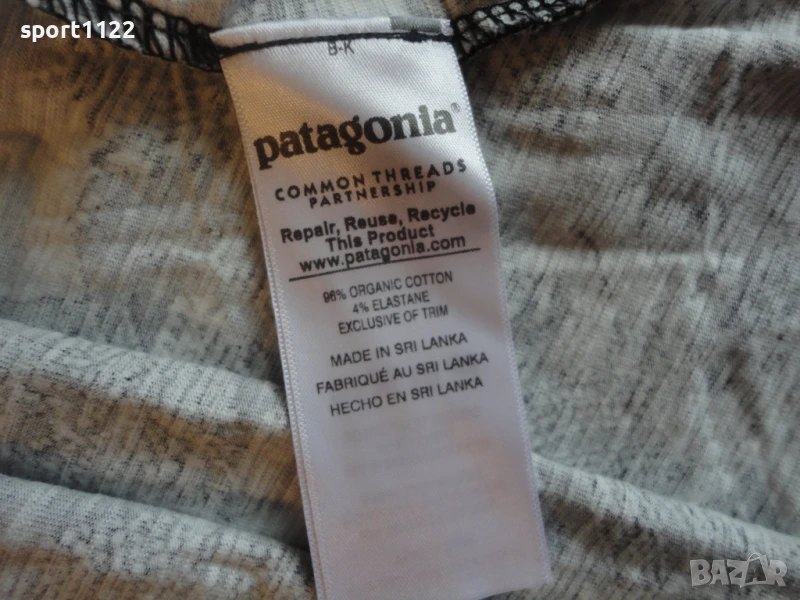 sport1122
B-K
patagonia®
COMMON THREADS
PARTNERSHIP
Repair, Reuse, Recycle
This Product
www.patagonia.com
96% ORGANIC COTTON
4% ELASTANE
EXCLUSIVE OF TRIM
MADE IN SRI LANKA
FABRIQUÉ AU SRI LANKA
HECHO EN SRI LANKA
BAZAR